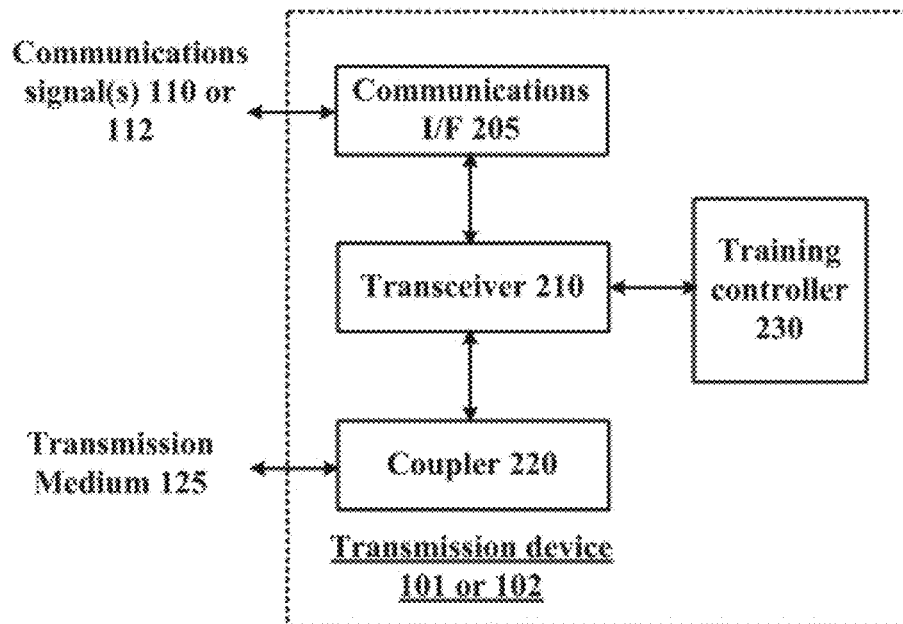 Communications
signal(s) 110 or
112
Communications
I/F 205
Transceiver 210
Training
controller
230
Transmission
Medium 125
Coupler 220
Transmission device
101 or 102